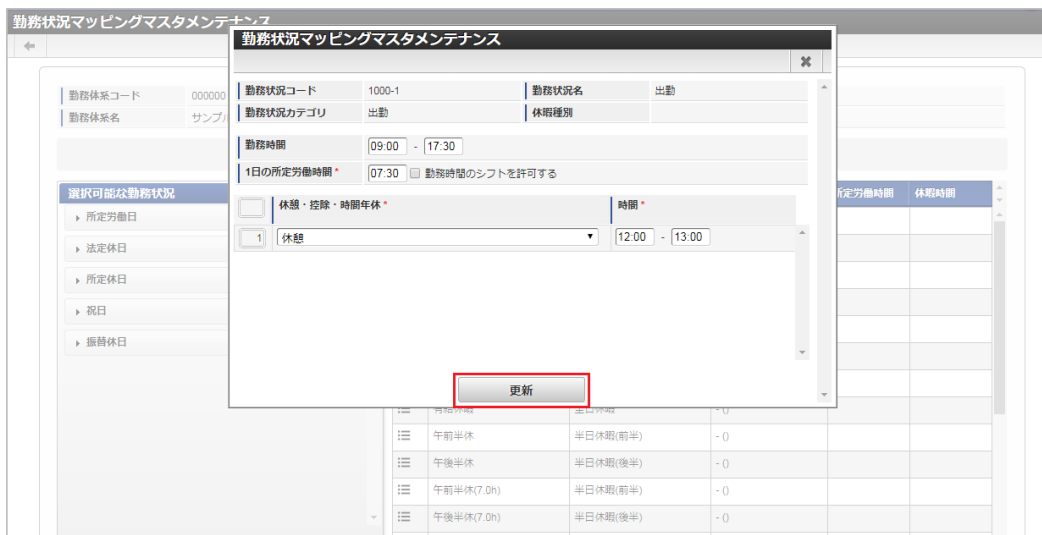 勤務状況マッピングマスタメンテナンス
勤務状況マッピングマスタメンテナンス
勤務体系コード 000000
勤務体系名 サンプル
勤務状況コード 1000-1 勤務状況名 出勤
勤務状況カテゴリ 出勤 休暇種別
勤務時間 09:00 - 17:30
1日の所定労働時間* 07:30 勤務時間のシフトを許可する
休憩・控除・時間年休* 時間*
1 休憩 12:00 - 13:00
更新
選択可能な勤務状況
所定労働日
法定休日
所定休日
祝日
振替休日
所定労働時間 休暇時間
有給休暇 全日休暇 - ()
午前半休 半日休暇(前半) - ()
午後半休 半日休暇(後半) - ()
午前半休(7.0h) 半日休暇(前半) - ()
午後半休(7.0h) 半日休暇(後半) - ()